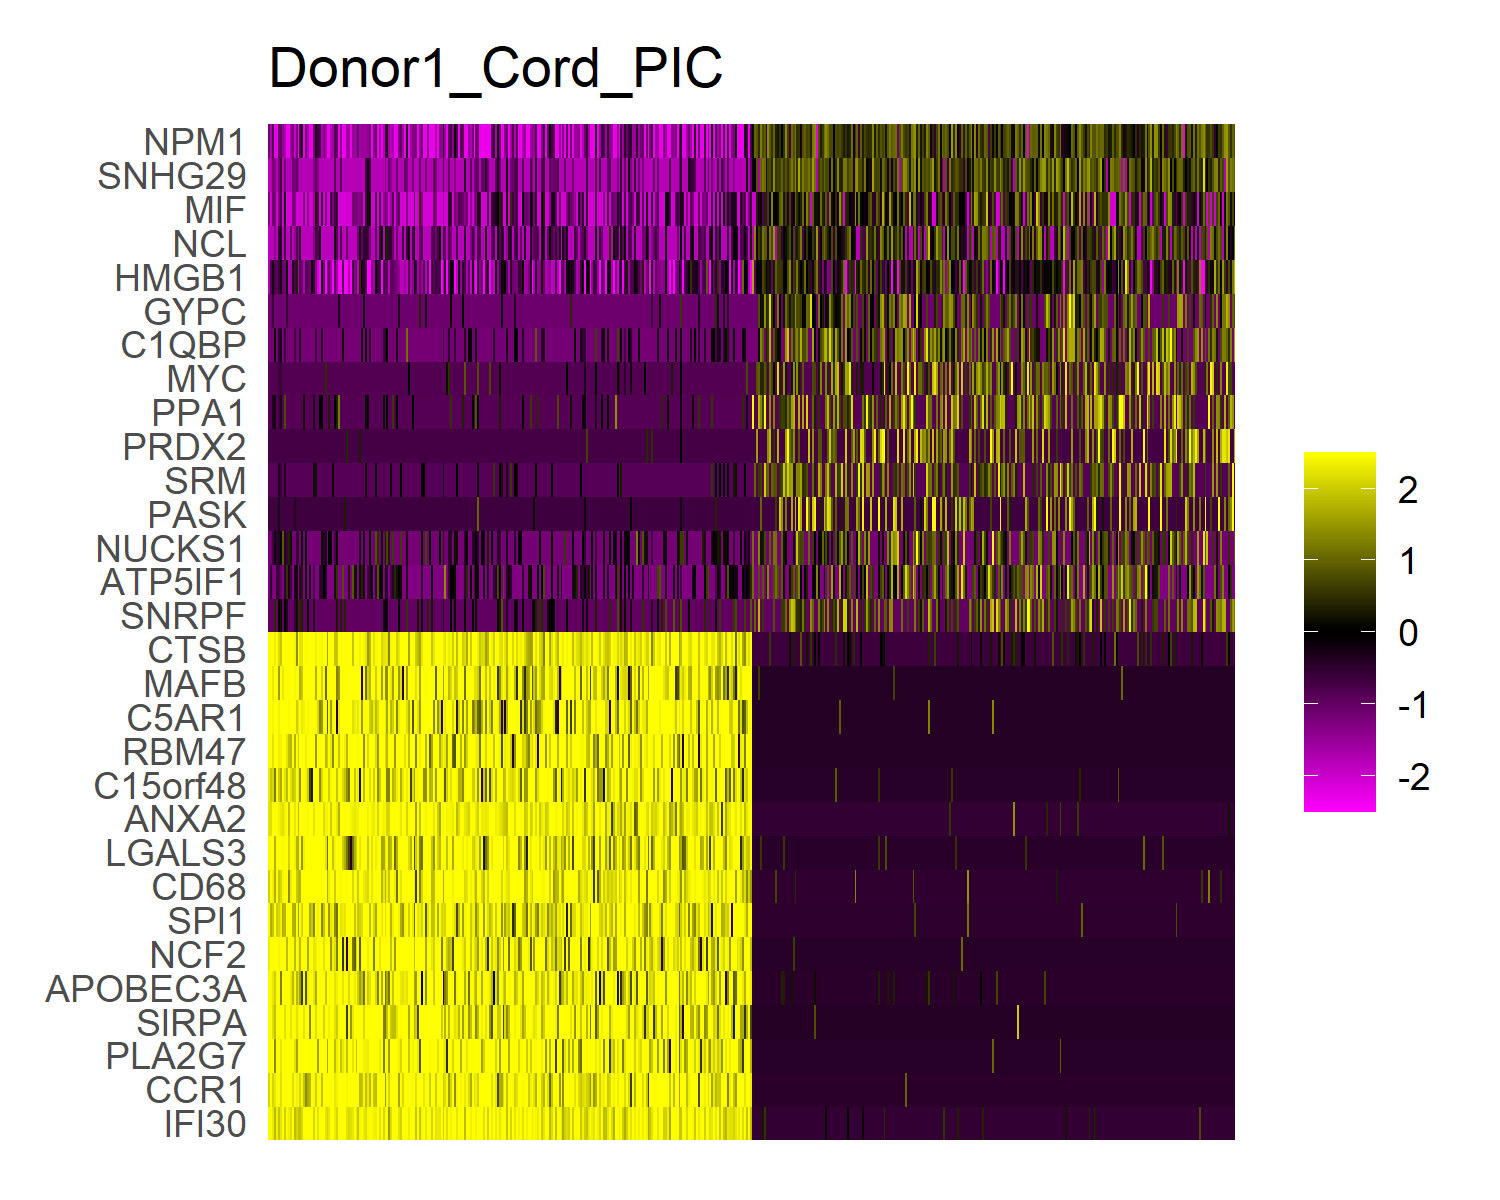 Donor1_Cord_PIC
NPM1
SNHG29
MIF
NCL
HMGB1
GYPC
C1QBP
MYC
PPA1
PRDX2
SRM
PASK
NUCKS1
ATP5IF1
SNRPF
CTSB
MAFB
C5AR1
RBM47
C15orf48
ANXA2
LGALS3
CD68
SPI1
NCF2
APOBEC3A
SIRPA
PLA2G7
CCR1
IFI30
2
1
0
-1
-2